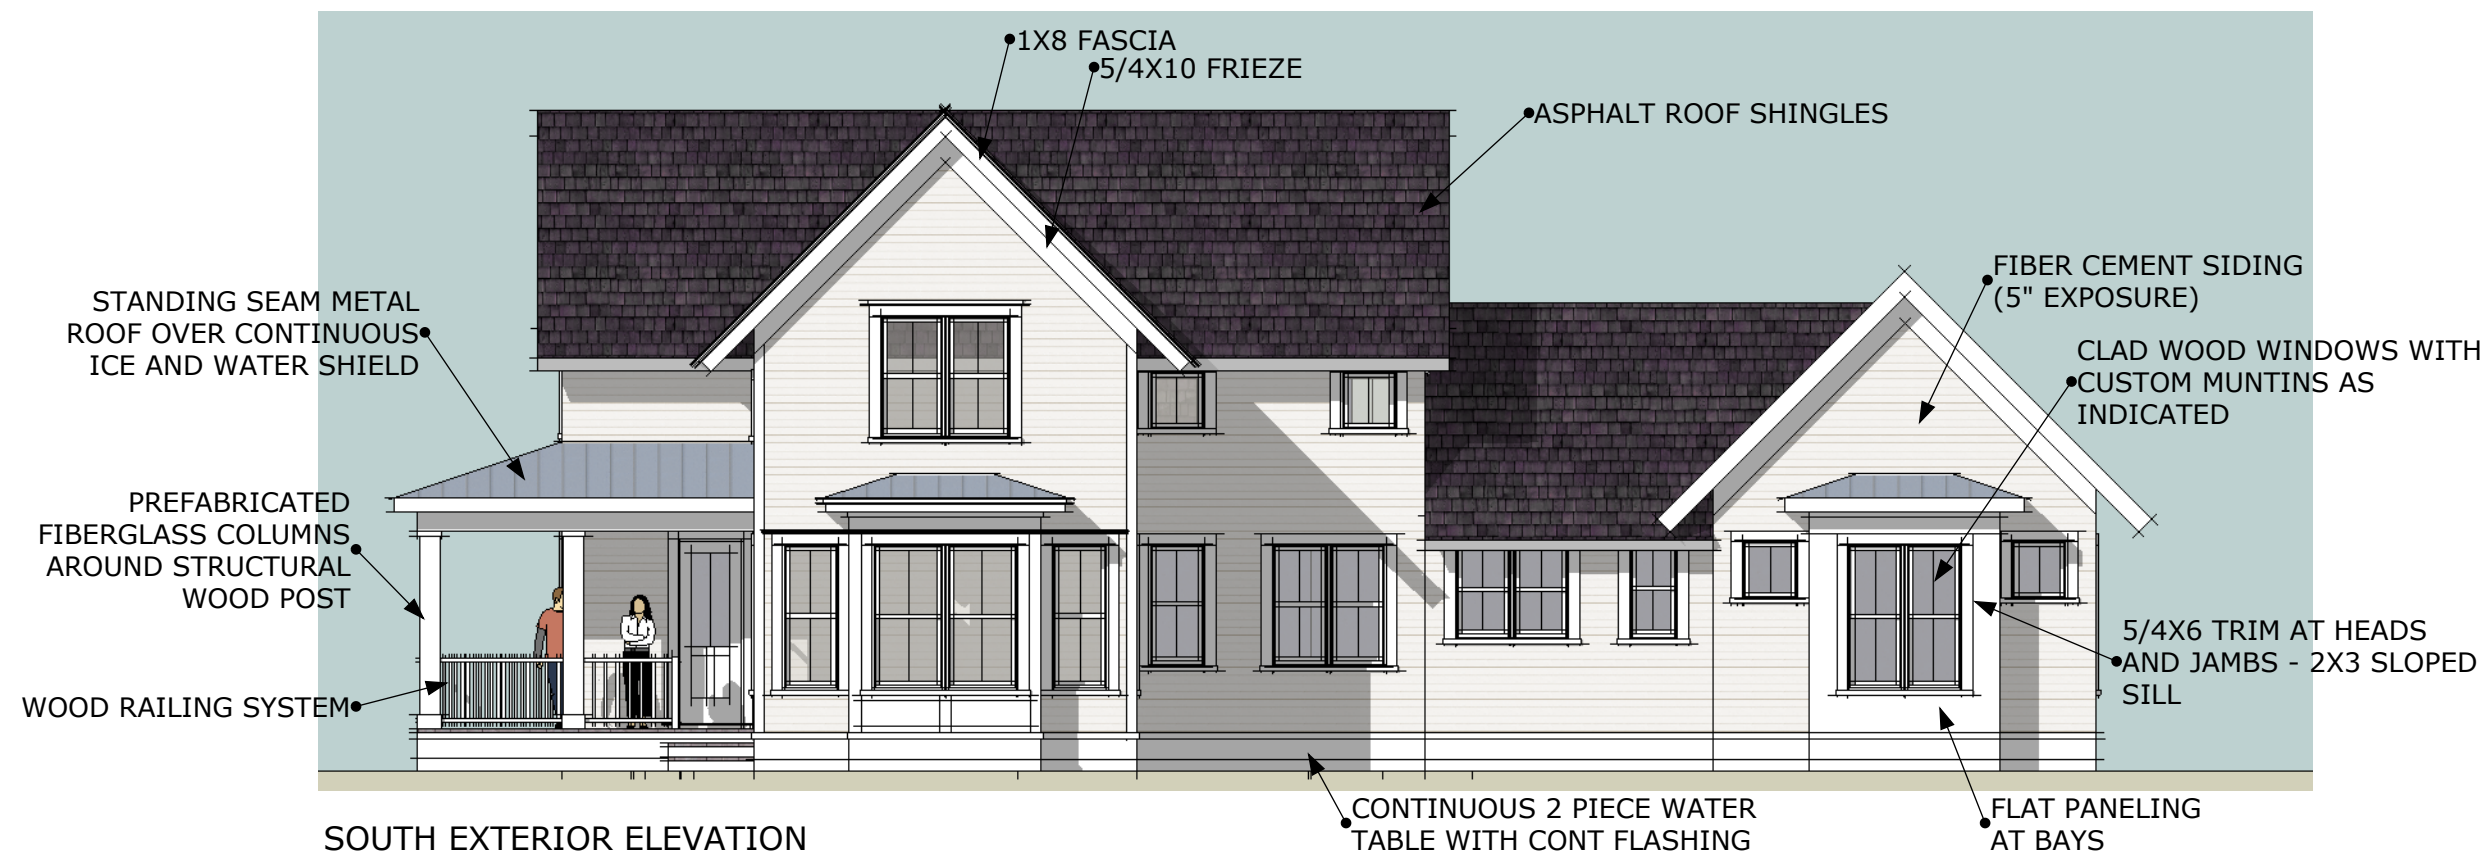 1X8 FASCIA
5/4X10 FRIEZE
ASPHALT ROOF SHINGLES
FIBER CEMENT SIDING
(5" EXPOSURE)
STANDING SEAM METAL
ROOF OVER CONTINUOUS
ICE AND WATER SHIELD
CLAD WOOD WINDOWS WITH
CUSTOM MUNTINS AS
INDICATED
PREFABRICATED
FIBERGLASS COLUMNS
AROUND STRUCTURAL
WOOD POST
5/4X6 TRIM AT HEADS
AND JAMBS - 2X3 SLOPED
SILL
WOOD RAILING SYSTEM
CONTINUOUS 2 PIECE WATER
TABLE WITH CONT FLASHING
FLAT PANELING
AT BAYS
SOUTH EXTERIOR ELEVATION